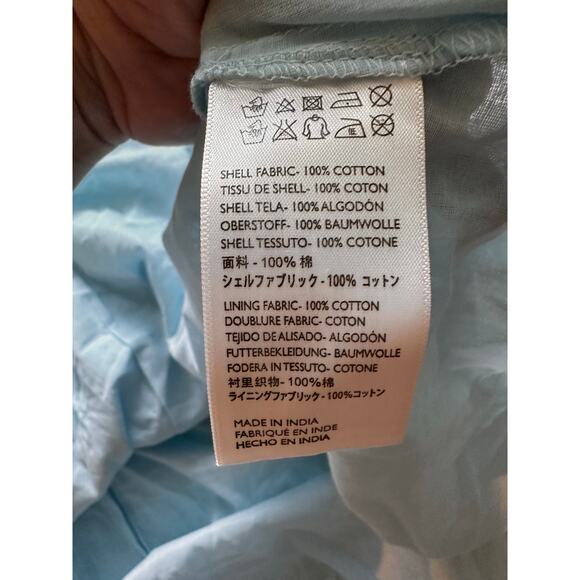 SHELL FABRIC- 100% COTTON
TISSU DE SHELL- 100% COTON
SHELL TELA- 100% ALGODÓN
OBERSTOFF- 100% BAUMWOLLE
SHELL TESSUTO- 100% COTONE
面料 -100% 棉
シェルファブリック-100% コットン
LINING FABRIC- 100% COTTON
DOUBLURE FABRIC- COTON
TEJIDO DE ALISADO- ALGODÓN
FUTTERBEKLEIDUNG- BAUMWOLLE
FODERA IN TESSUTO- COTONE
衬里织物-100%棉
ライニングファブリック-100%コットン
MADE IN INDIA
FABRIQUÉ EN INDE
HECHO EN INDIA